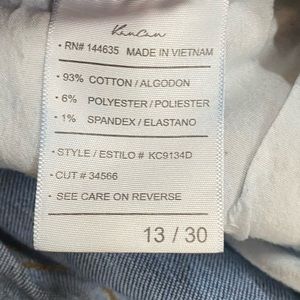 KanCan
• RN# 144635 MADE IN VIETNAM
• 93% COTTON / ALGODON
• 6% POLYESTER / POLIESTER
• 1% SPANDEX / ELASTANO
• STYLE / ESTILO # KC9134D
• CUT # 34566
• SEE CARE ON REVERSE
13 / 30